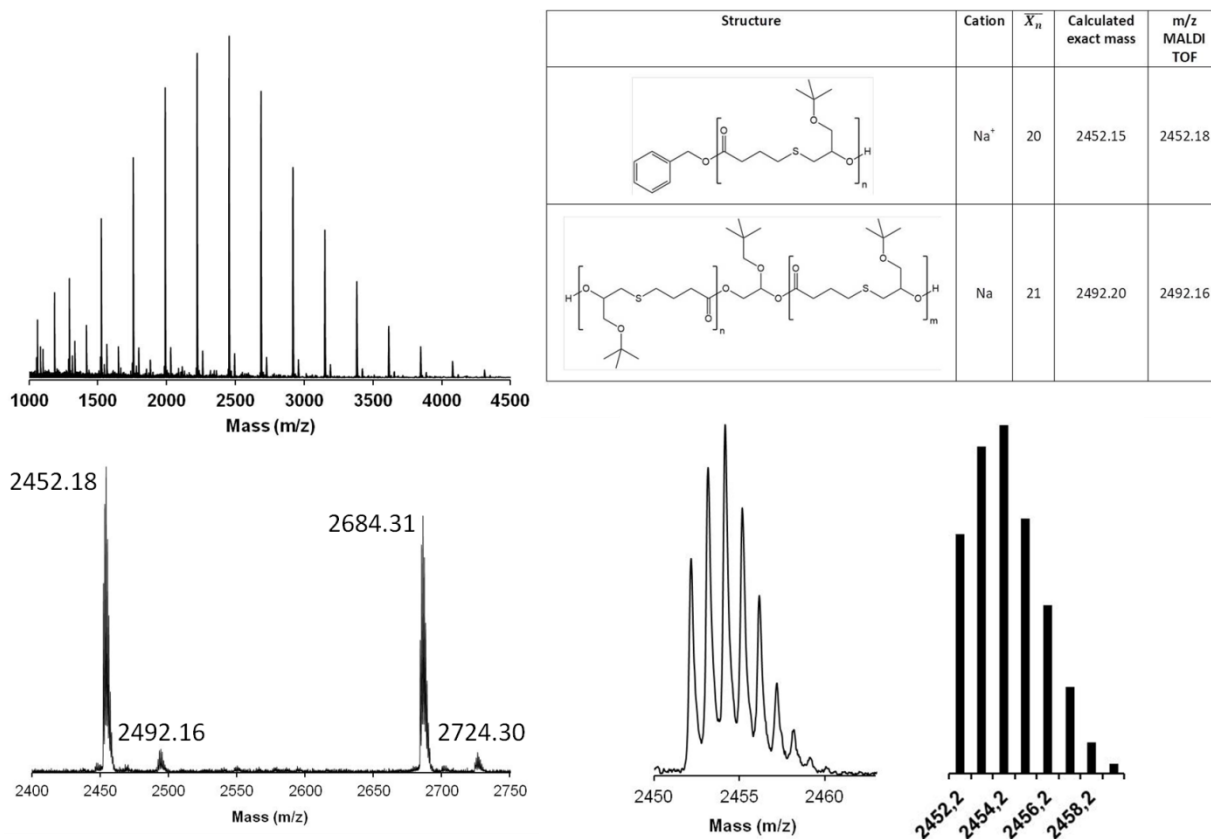 1000 1500 2000 2500 3000 3500 4000 4500
Mass (m/z)
Structure Cation X̅n̅ Calculated exact mass m/z MALDI TOF
O
O
O
S
O
H
n
Na⁺ 20 2452.15 2452.18
H
O
S
O
O
n
O
O
O
O
S
O
O
H
m
Na 21 2492.20 2492.16
2452.18
2492.16
2684.31
2724.30
2400 2450 2500 2550 2600 2650 2700 2750
Mass (m/z)
2450 2455 2460
Mass (m/z)
2452,2 2454,2 2456,2 2458,2